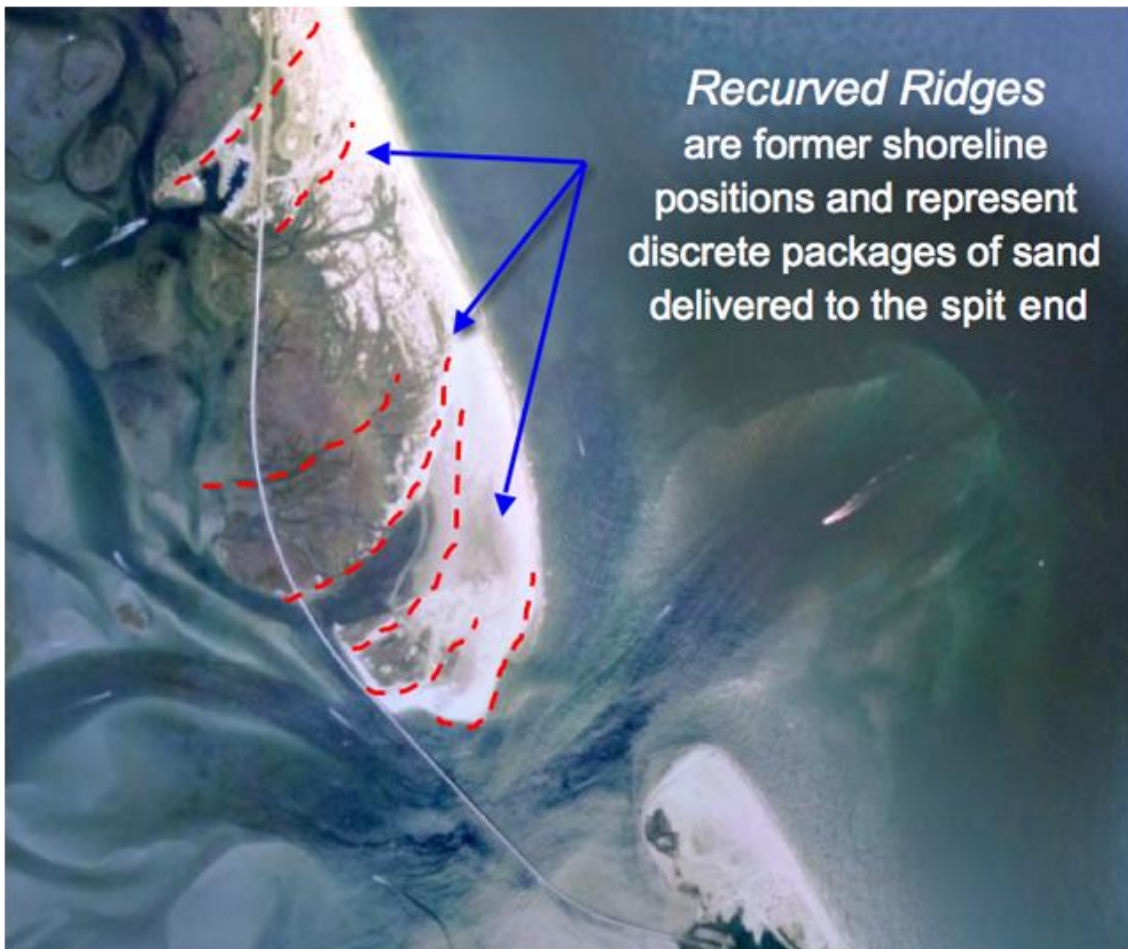 Recurved Ridges
are former shoreline
positions and represent
discrete packages of sand
delivered to the spit end